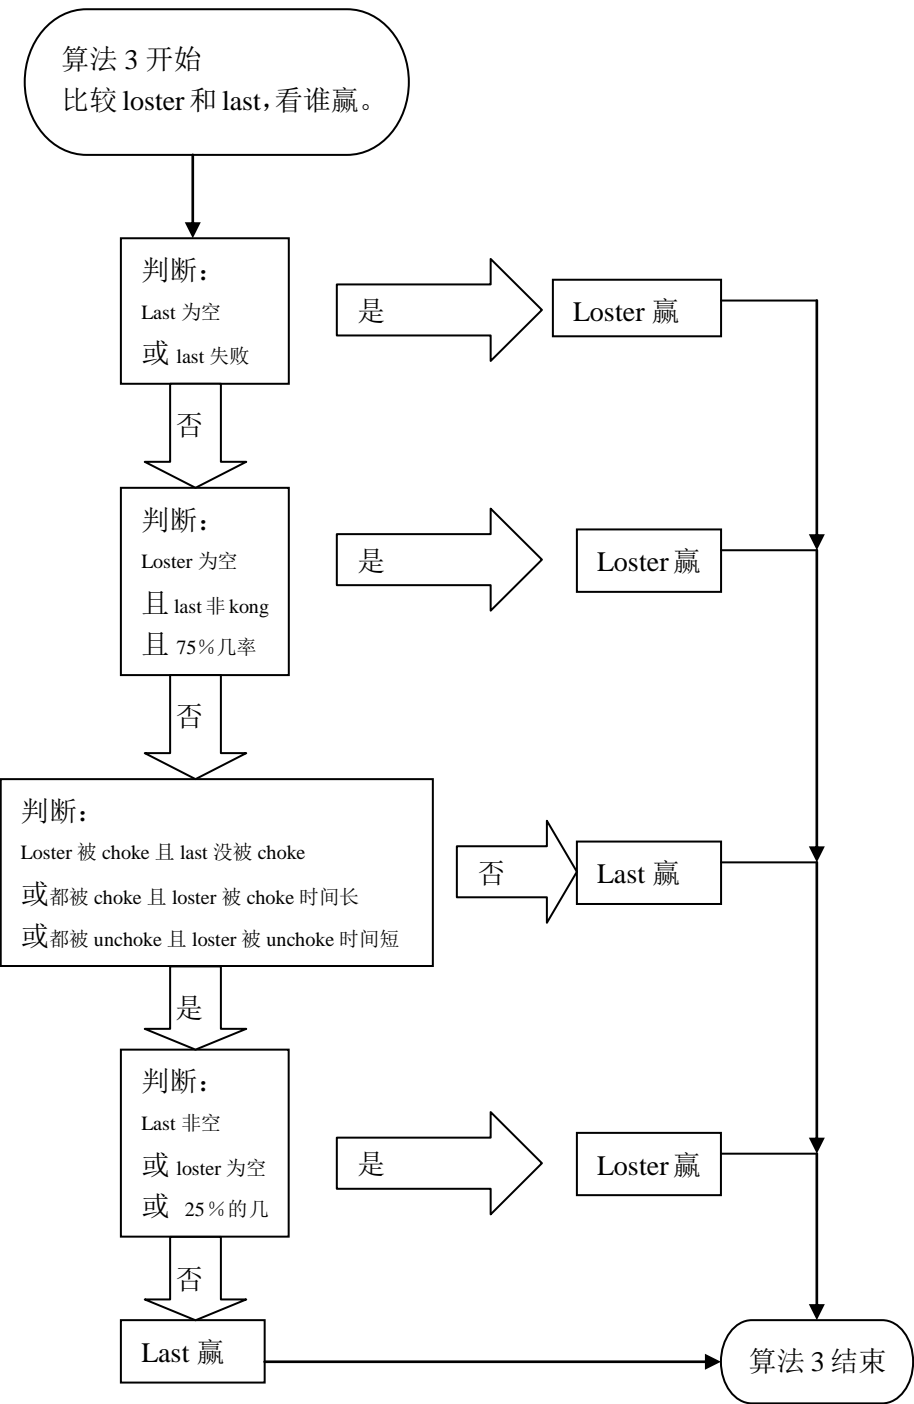 算法 3 开始
比较 loster 和 last，看谁赢。
判断：
Last 为空
或 last 失败
是
Loster 赢
否
判断：
Loster 为空
且 last 非 kong
且 75％几率
是
Loster 赢
否
判断：
Loster 被 choke 且 last 没被 choke
或都被 choke 且 loster 被 choke 时间长
或都被 unchoke 且 loster 被 unchoke 时间短
否
Last 赢
是
判断：
Last 非空
或 loster 为空
或 25％的几
是
Loster 赢
否
Last 赢
算法 3 结束